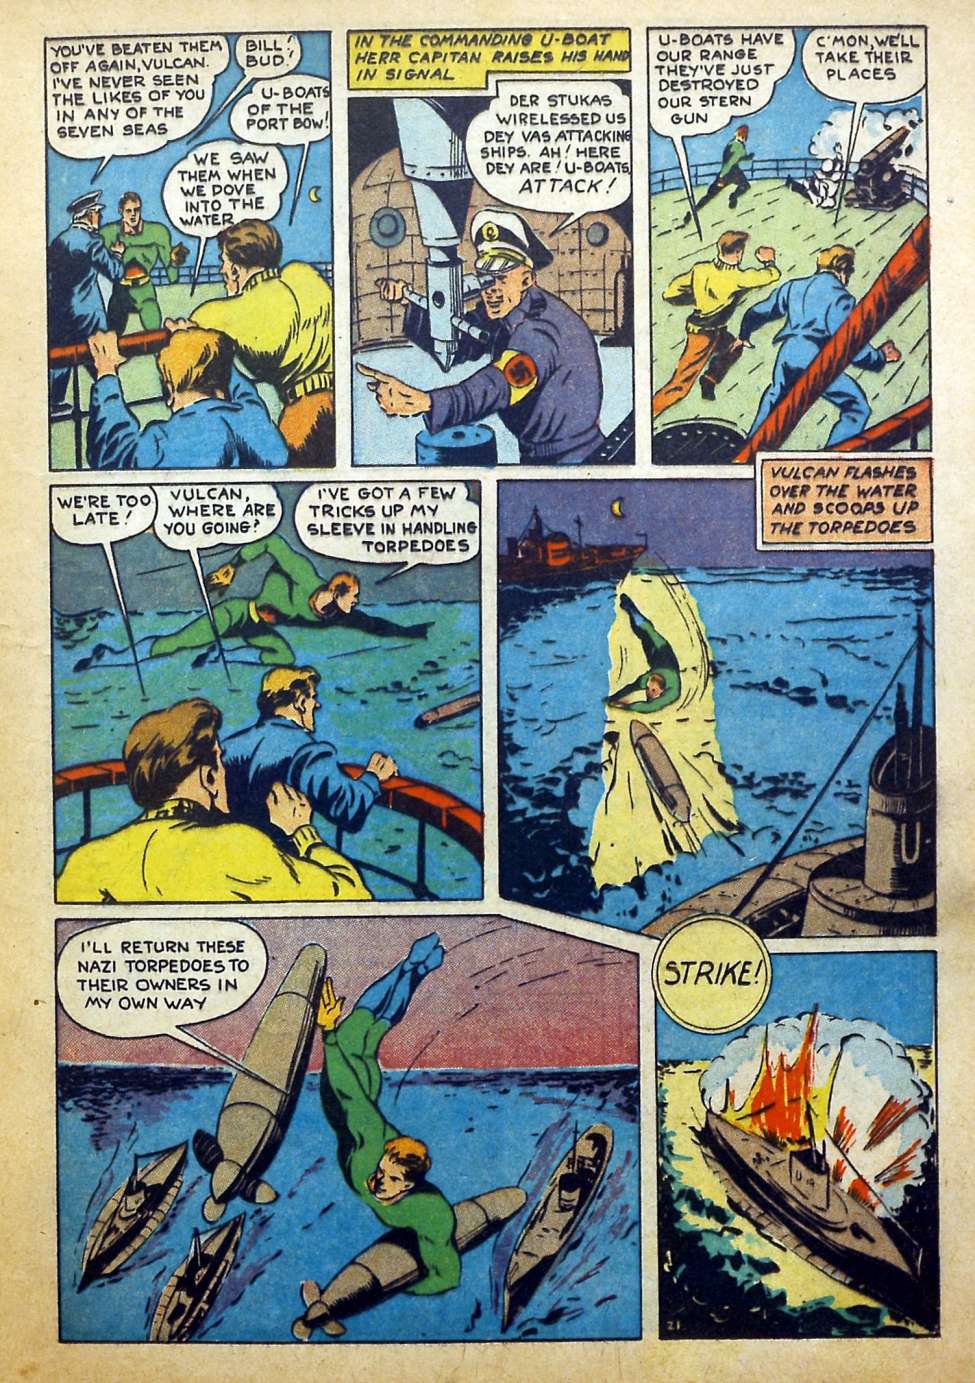 YOU'VE BEATEN THEM
OFF AGAIN, VULCAN.
I'VE NEVER SEEN
THE LIKES OF YOU
IN ANY OF THE
SEVEN SEAS
BILL!
BUD!
U-BOATS
OF THE
PORT BOW!
WE SAW
THEM WHEN
WE DOVE
INTO THE
WATER
IN THE COMMANDING U-BOAT
HERR CAPITAN RAISES HIS HAND
IN SIGNAL
DER STUKAS
WIRELESSED US
DEY VAS ATTACKING
SHIPS. AH! HERE
DEY ARE! U-BOATS,
ATTACK!
U-BOATS HAVE
OUR RANGE
THEY'VE JUST
DESTROYED
OUR STERN
GUN
C'MON, WE'LL
TAKE THEIR
PLACES
WE'RE TOO
LATE!
VULCAN,
WHERE ARE
YOU GOING?
I'VE GOT A FEW
TRICKS UP MY
SLEEVE IN HANDLING
TORPEDOES
VULCAN FLASHES
OVER THE WATER
AND SCOOPS UP
THE TORPEDOES
U
I'LL RETURN THESE
NAZI TORPEDOES TO
THEIR OWNERS IN
MY OWN WAY
STRIKE!
21